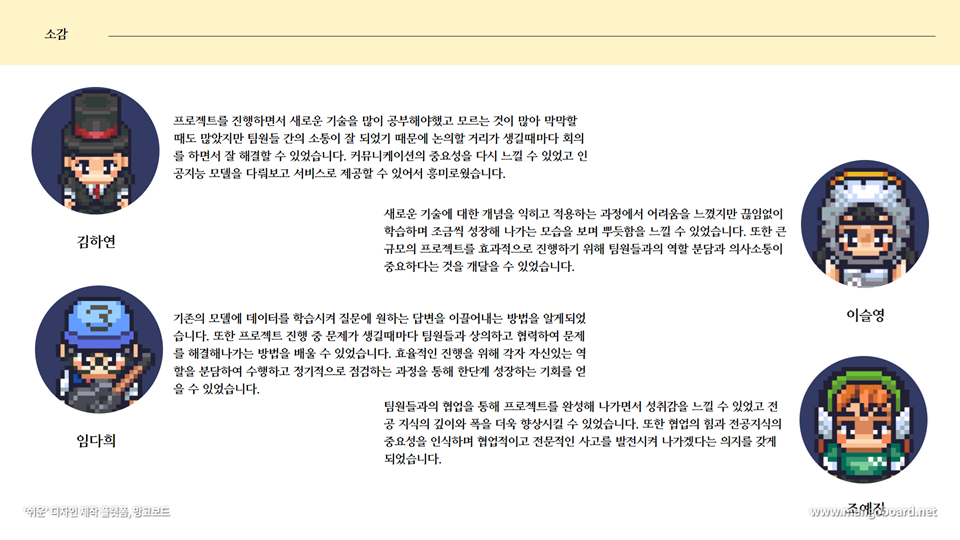 소감
프로젝트를 진행하면서 새로운 기술을 많이 공부해야했고 모르는 것이 많아 막막할
때도 많았지만 팀원들 간의 소통이 잘 되었기 때문에 논의할 거리가 생길때마다 회의
를 하면서 잘 해결할 수 있었습니다. 커뮤니케이션의 중요성을 다시 느낄 수 있었고 인
공지능 모델을 다뤄보고 서비스로 제공할 수 있어서 흥미로웠습니다.
김하연
새로운 기술에 대한 개념을 익히고 적용하는 과정에서 어려움을 느꼈지만 끊임없이
학습하며 조금씩 성장해 나가는 모습을 보며 뿌듯함을 느낄 수 있었습니다. 또한 큰
규모의 프로젝트를 효과적으로 진행하기 위해 팀원들과의 역할 분담과 의사소통이
중요하다는 것을 개달을 수 있었습니다.
이슬영
기존의 모델에 데이터를 학습시켜 질문에 원하는 답변을 이끌어내는 방법을 알게되었
습니다. 또한 프로젝트 진행 중 문제가 생길때마다 팀원들과 상의하고 협력하여 문제
를 해결해나가는 방법을 배울 수 있었습니다. 효율적인 진행을 위해 각자 자신있는 역
할을 분담하여 수행하고 정기적으로 점검하는 과정을 통해 한단계 성장하는 기회를 얻
을 수 있었습니다.
임다희
팀원들과의 협업을 통해 프로젝트를 완성해 나가면서 성취감을 느낄 수 있었고 전
공 지식의 깊이와 폭을 더욱 향상시킬 수 있었습니다. 또한 협업의 힘과 전공지식의
중요성을 인식하며 협업적이고 전문적인 사고를 발전시켜 나가겠다는 의지를 갖게
되었습니다.
조예진
'쉬운' 디자인 제작 플랫폼, 망고보드
www.mangoboard.net